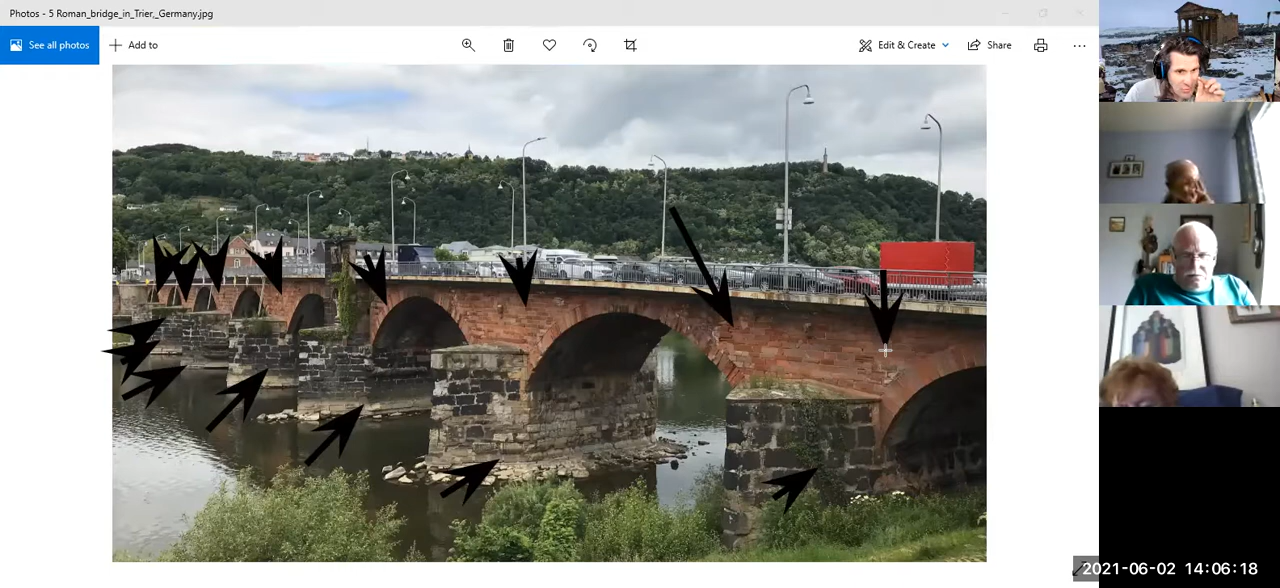 Photos - 5 Roman_bridge_in_Trier,_Germany.jpg
See all photos
Add to
Edit & Create
Share
2021-06-02 14:06:18